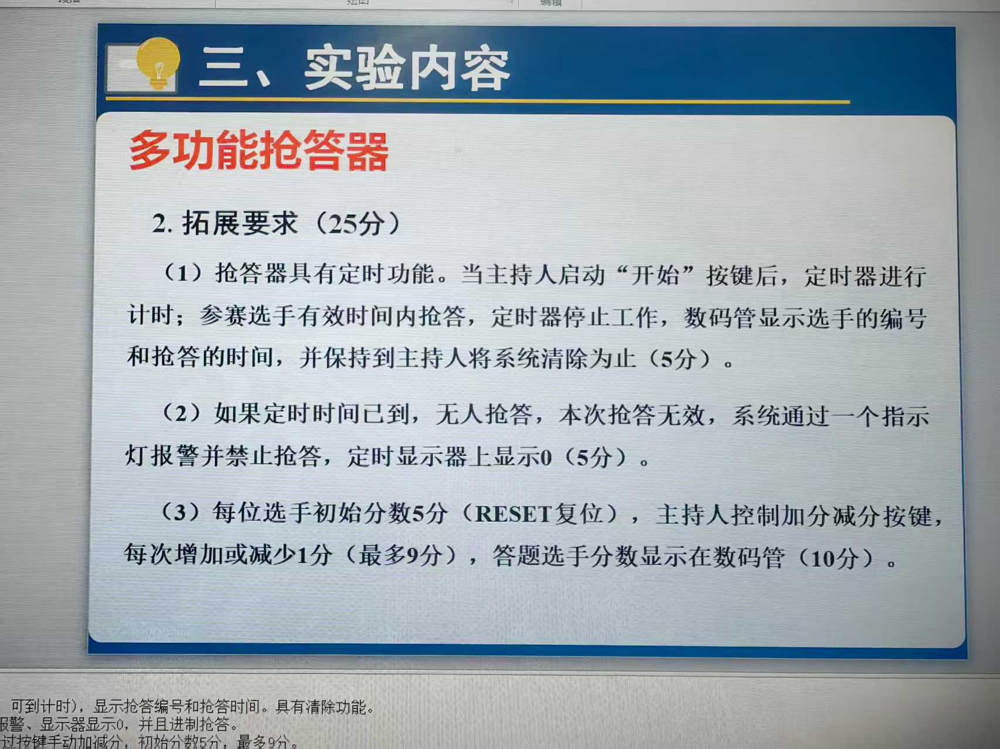 编辑
三、实验内容
多功能抢答器
2. 拓展要求（25分）
（1）抢答器具有定时功能。当主持人启动“开始”按键后，定时器进行
计时；参赛选手有效时间内抢答，定时器停止工作，数码管显示选手的编号
和抢答的时间，并保持到主持人将系统清除为止（5分）。
（2）如果定时时间已到，无人抢答，本次抢答无效，系统通过一个指示
灯报警并禁止抢答，定时显示器上显示0（5分）。
（3）每位选手初始分数5分（RESET复位），主持人控制加分减分按键，
每次增加或减少1分（最多9分），答题选手分数显示在数码管（10分）。
可到计时），显示抢答编号和抢答时间。具有清除功能。
报警、显示器显示0，并且进制抢答。
过按键手动加减分，初始分数5分，最多9分。